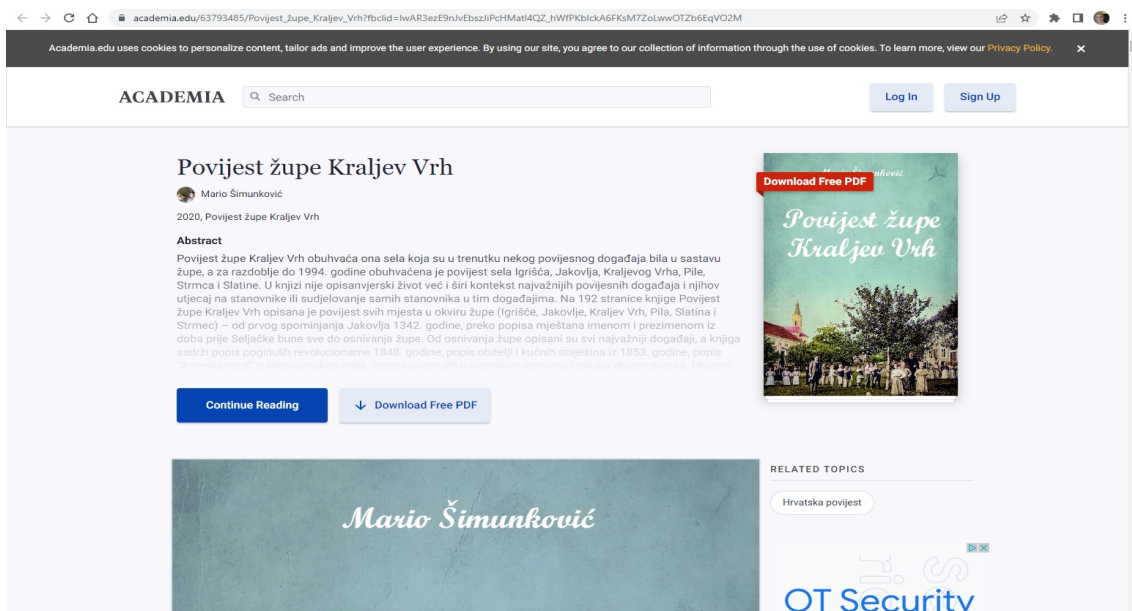 academia.edu/63793485/Povijest_župe_Kraljev_Vrh?fbclid=IwAR3ezE9nJvEbszJiPcHMatI4QZ_hWfPKbIckA6FKsM7ZoLwwOTZb6EqVO2M
Academia.edu uses cookies to personalize content, tailor ads and improve the user experience. By using our site, you agree to our collection of information through the use of cookies. To learn more, view our Privacy Policy.
ACADEMIA
Search
Log In
Sign Up
Povijest župe Kraljev Vrh
Mario Šimunković
2020, Povijest župe Kraljev Vrh
Abstract
Povijest župe Kraljev Vrh obuhvaća ona sela koja su u trenutku nekog povijesnog događaja bila u sastavu
župe, a za razdoblje do 1994. godine obuhvaćena je povijest sela Igrišća, Jakovlja, Kraljevog Vrha, Pile,
Strmca i Slatine. U knjizi nije opisanvjerski život već i širi kontekst najvažnijih povijesnih događaja i njihov
utjecaj na stanovnike ili sudjelovanje samih stanovnika u tim događajima. Na 192 stranice knjige Povijest
župe Kraljev Vrh opisana je povijest svih mjesta u okviru župe (Igrišće, Jakovlje, Kraljev Vrh, Pila, Slatina i
Strmec) – od prvog spominjanja Jakovlja 1342. godine, preko popisa mještana imenom i prezimenom iz
doba prije Seljačke bune sve do osnivanja župe. Od osnivanja župe opisani su svi najvažniji događaji, a knjiga
sadrži popis poginulih revolucionarne 1848. godine, popis obitelji i kućnih staješina iz 1853. godine, popis
Continue Reading
Download Free PDF
Download Free PDF
Povijest župe
Kraljev Vrh
Mario Šimunković
RELATED TOPICS
Hrvatska povijest
OT Security